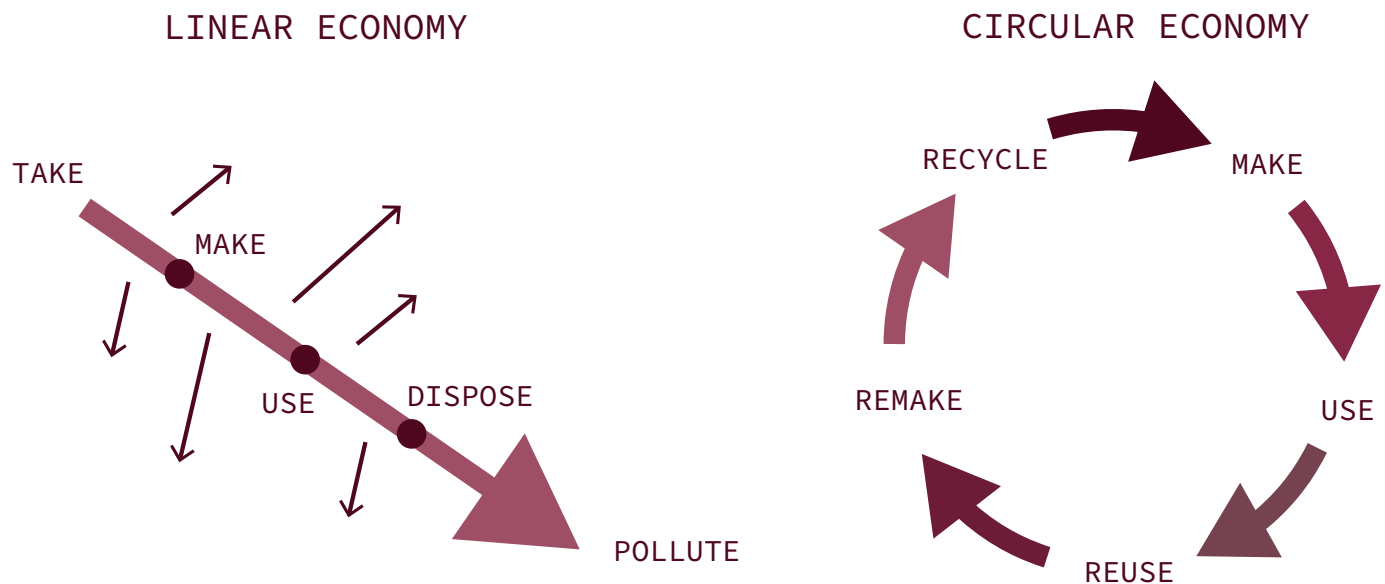 LINEAR ECONOMY
TAKE
MAKE
USE
DISPOSE
POLLUTE
CIRCULAR ECONOMY
RECYCLE
MAKE
USE
REUSE
REMAKE